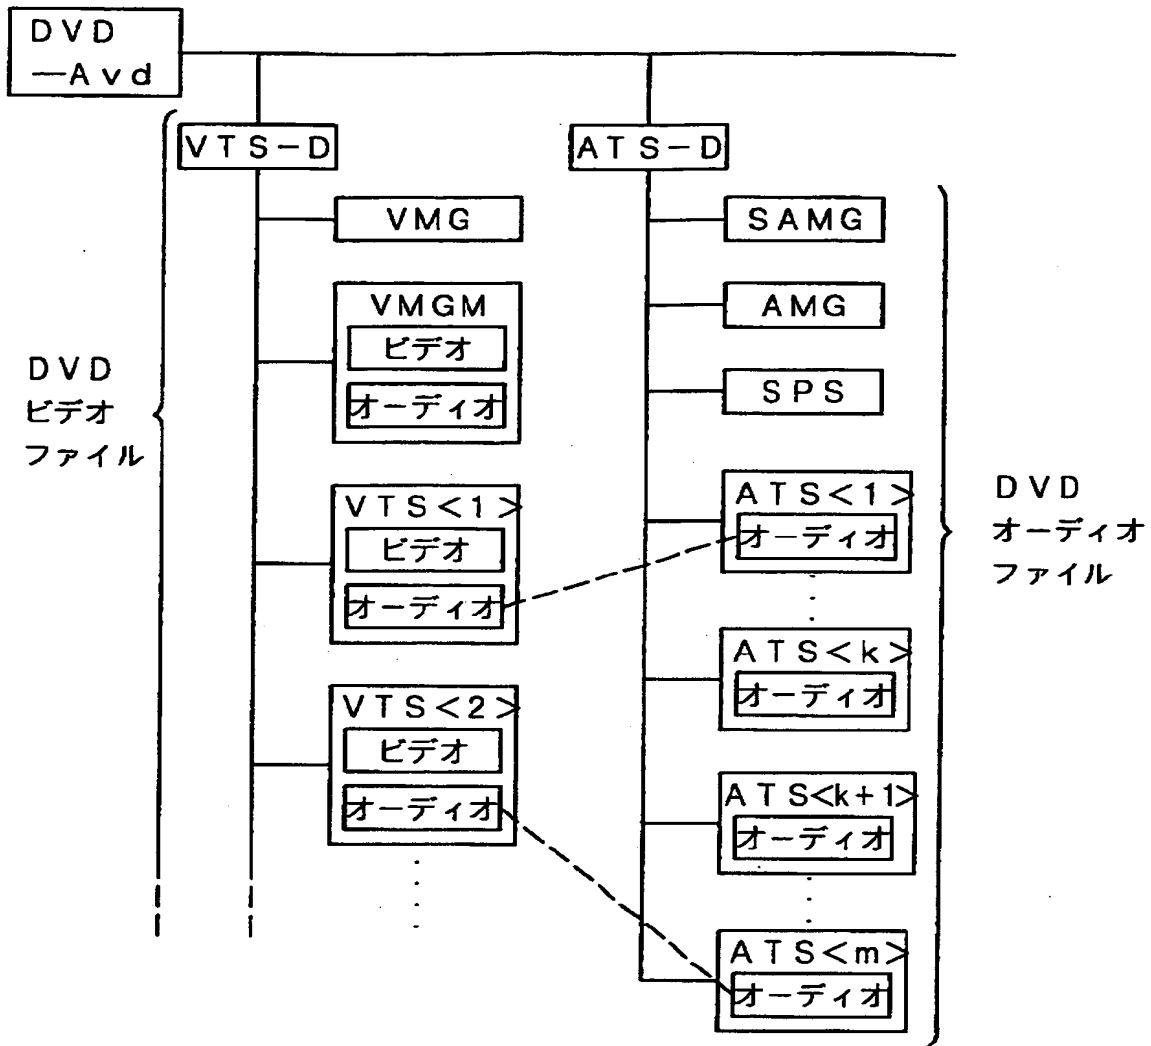 DVD
—Avd
VTS-D
VMG
VMGM
ビデオ
オーディオ
VTS<1>
ビデオ
オーディオ
VTS<2>
ビデオ
オーディオ
DVD
ビデオ
ファイル
ATS-D
SAMG
AMG
SPS
ATS<1>
オーディオ
ATS<k>
オーディオ
ATS<k+1>
オーディオ
ATS<m>
オーディオ
DVD
オーディオ
ファイル